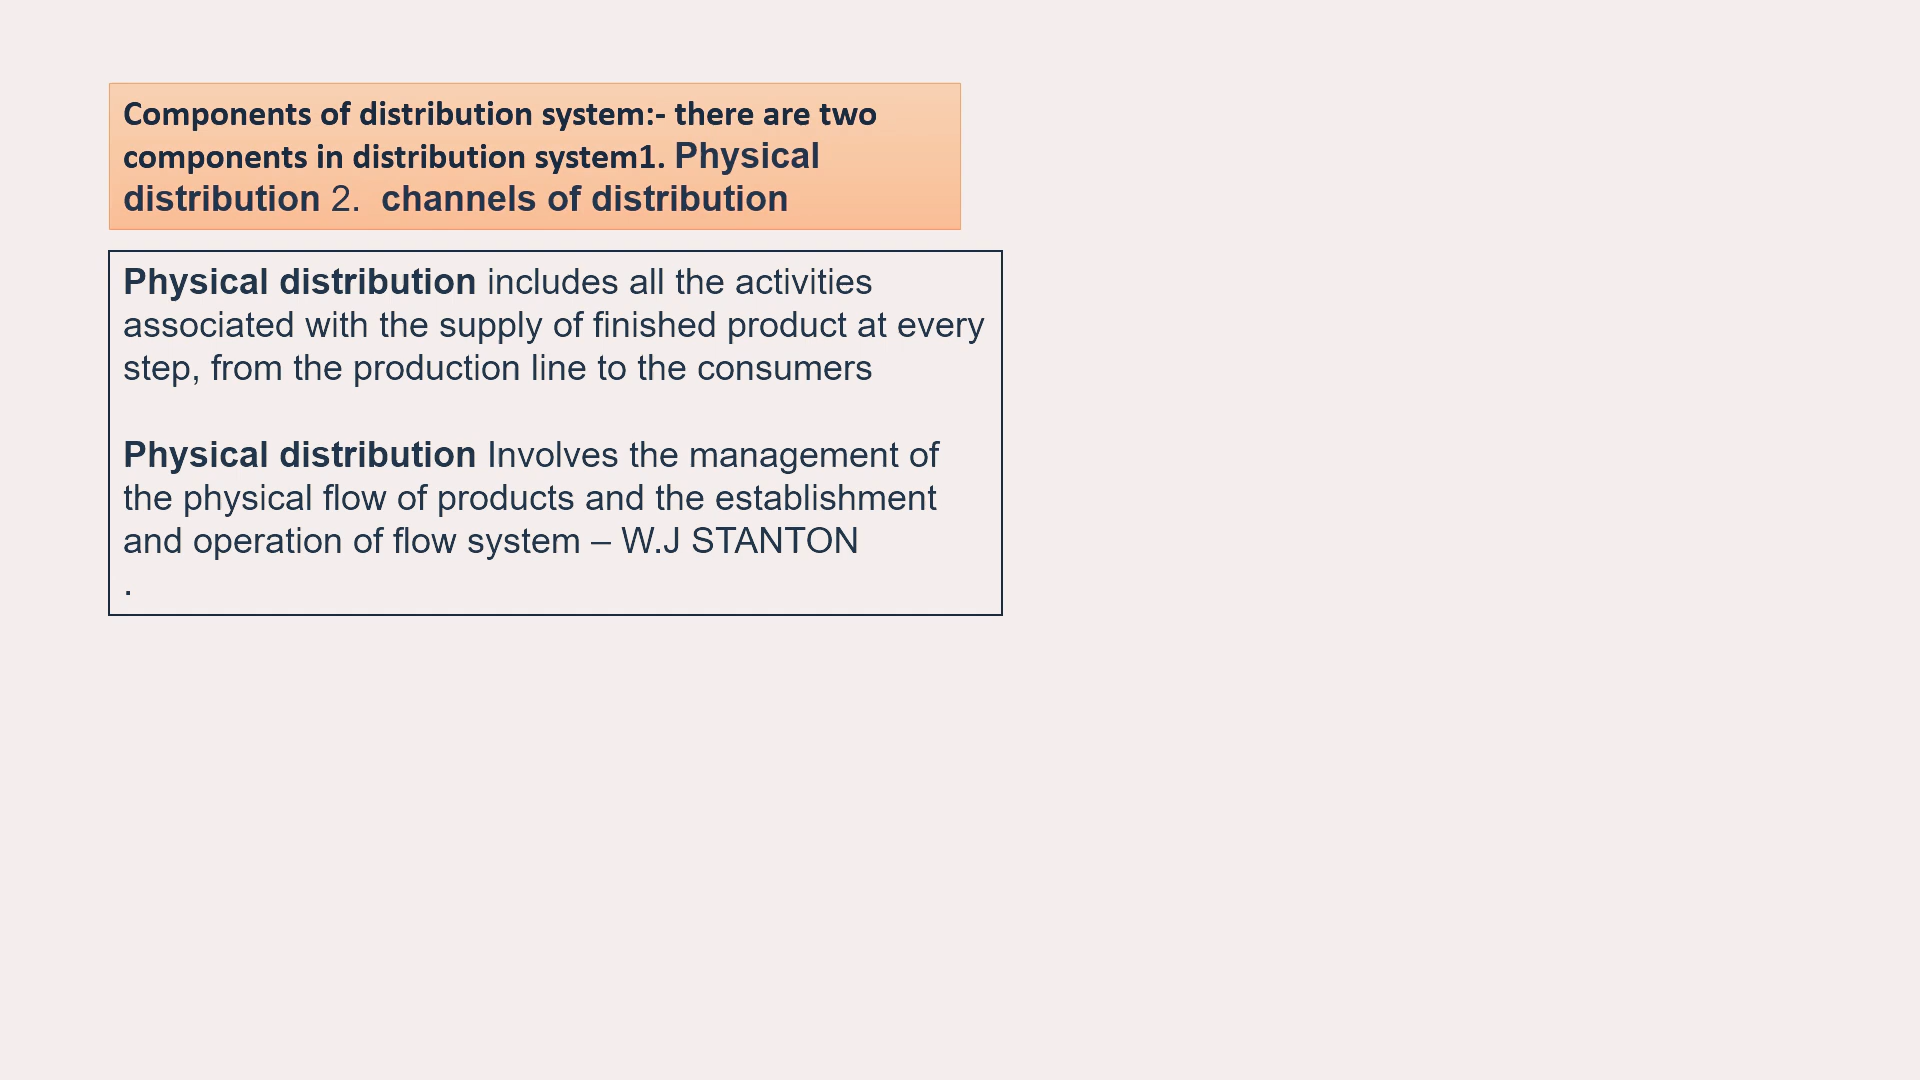 Components of distribution system:- there are two
components in distribution system1. Physical
distribution 2.  channels of distribution
Physical distribution includes all the activities
associated with the supply of finished product at every
step, from the production line to the consumers
Physical distribution Involves the management of
the physical flow of products and the establishment
and operation of flow system – W.J STANTON
.